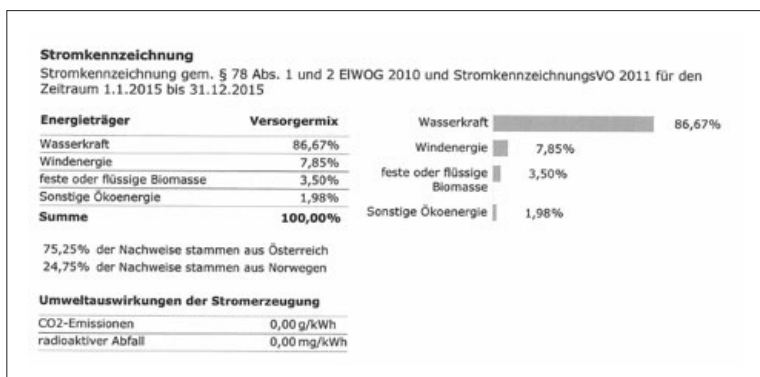 Stromkennzeichnung
Stromkennzeichnung gem. § 78 Abs. 1 und 2 ElWOG 2010 und StromkennzeichnungsVO 2011 für den
Zeitraum 1.1.2015 bis 31.12.2015
Energieträger Versorgermix
Wasserkraft 86,67%
Windenergie 7,85%
feste oder flüssige Biomasse 3,50%
Sonstige Ökoenergie 1,98%
Summe 100,00%
75,25% der Nachweise stammen aus Österreich
24,75% der Nachweise stammen aus Norwegen
Umweltauswirkungen der Stromerzeugung
CO2-Emissionen 0,00 g/kWh
radioaktiver Abfall 0,00 mg/kWh
Wasserkraft 86,67%
Windenergie 7,85%
feste oder flüssige
Biomasse 3,50%
Sonstige Ökoenergie 1,98%